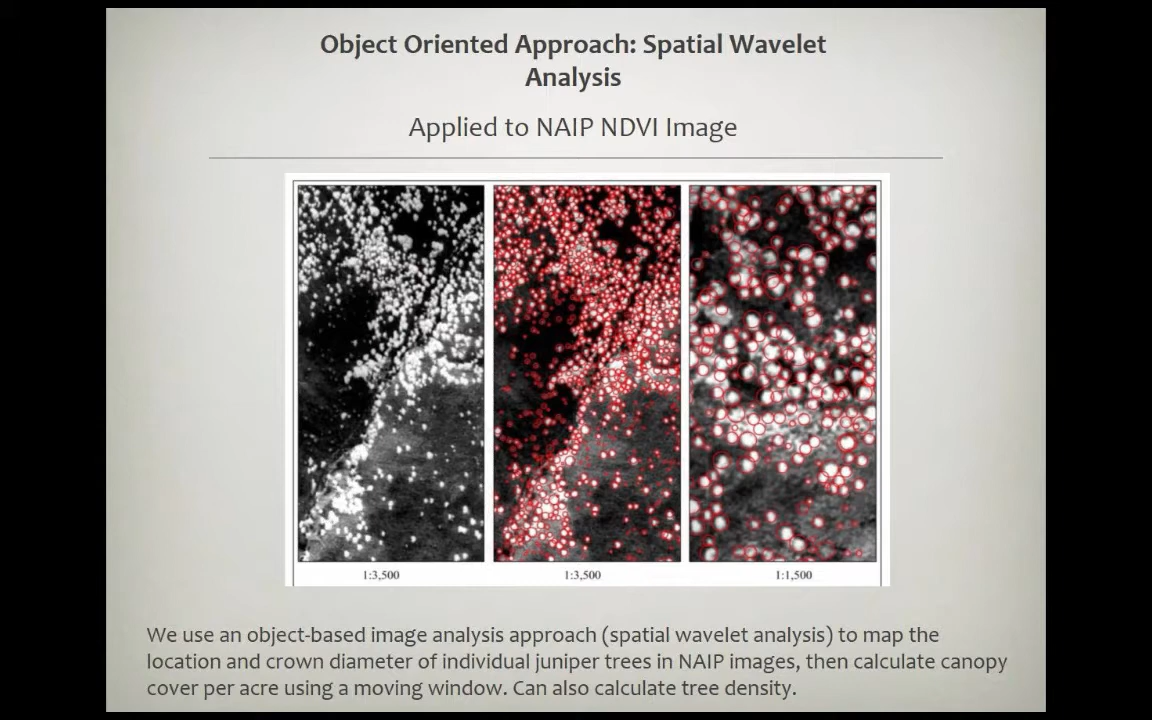 Object Oriented Approach: Spatial Wavelet
Analysis
Applied to NAIP NDVI Image
1:3,500
1:3,500
1:1,500
We use an object-based image analysis approach (spatial wavelet analysis) to map the
location and crown diameter of individual juniper trees in NAIP images, then calculate canopy
cover per acre using a moving window. Can also calculate tree density.